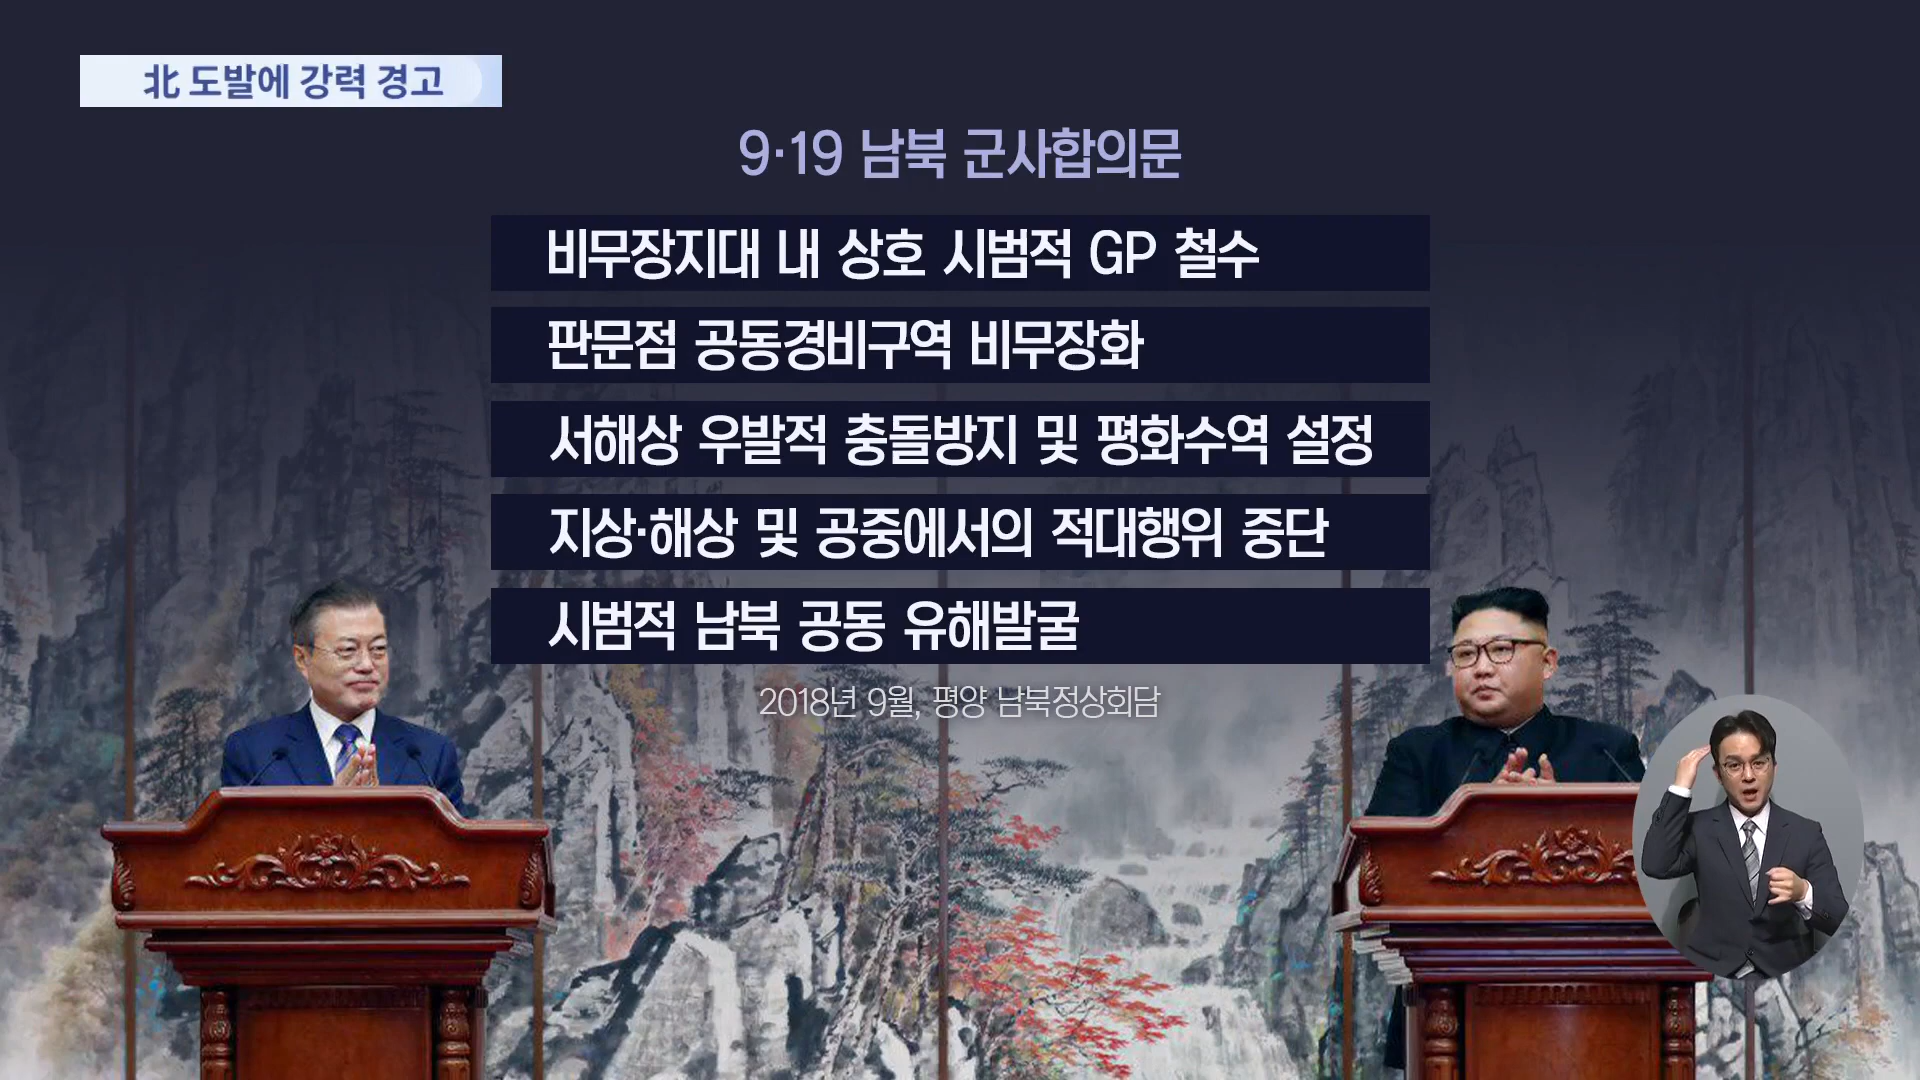 北 도발에 강력 경고
9·19 남북 군사합의문
비무장지대 내 상호 시범적 GP 철수
판문점 공동경비구역 비무장화
서해상 우발적 충돌방지 및 평화수역 설정
지상·해상 및 공중에서의 적대행위 중단
시범적 남북 공동 유해발굴
2018년 9월, 평양 남북정상회담